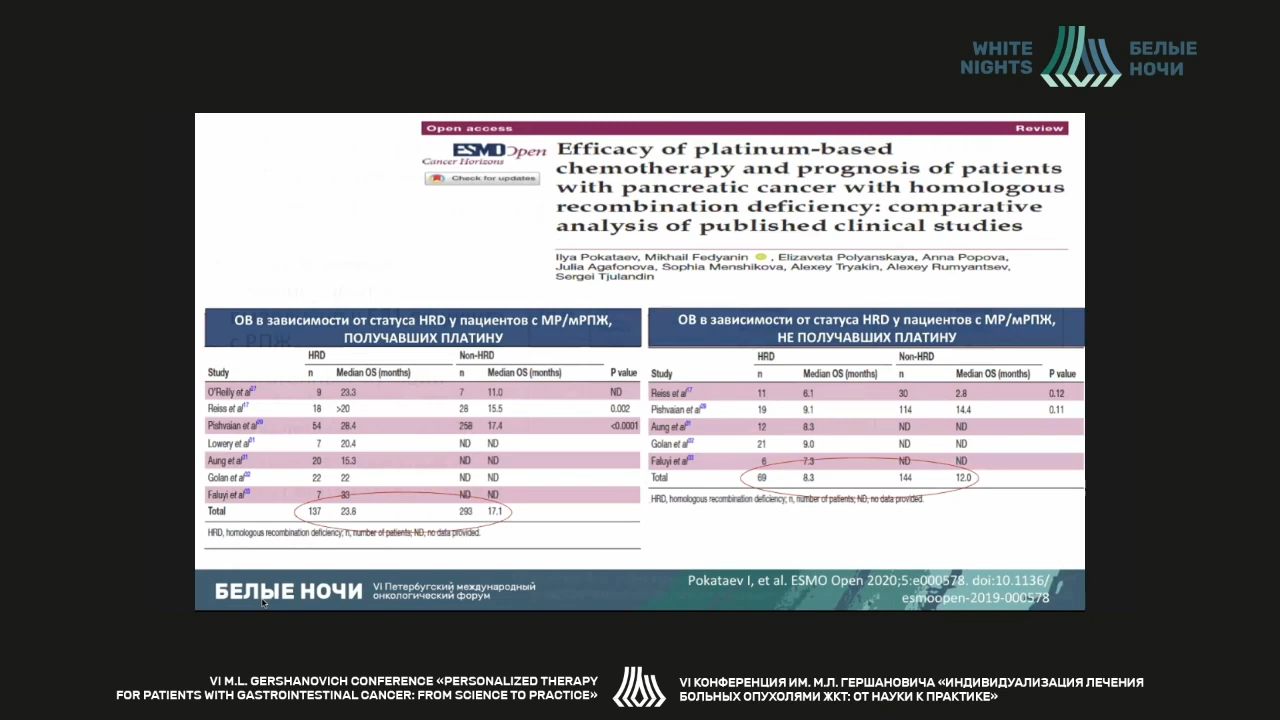 WHITE
NIGHTS
БЕЛЫЕ
НОЧИ
Open access Review
ESMO Open
Cancer Horizons
Check for updates
Efficacy of platinum-based
chemotherapy and prognosis of patients
with pancreatic cancer with homologous
recombination deficiency: comparative
analysis of published clinical studies
Ilya Pokataev, Mikhail Fedyanin, Elizaveta Polyanskaya, Anna Popova,
Julia Agafonova, Sophia Menshikova, Alexey Tryakin, Alexey Rumyantsev,
Sergei Tjulandin
ОВ в зависимости от статуса HRD у пациентов с МР/мРПЖ,
ПОЛУЧАВШИХ ПЛАТИНУ
HRD Non-HRD
Study n Median OS (months) n Median OS (months) P value
O'Reilly et al 9 23.3 7 11.0 ND
Reiss et al17 18 >20 28 15.5 0.002
Pishvaian et al 54 28.4 258 17.4 <0.0001
Lowery et al 7 20.4 ND ND
Aung et al 20 15.3 ND ND
Golan et al 22 22 ND ND
Faluyi et al 7 33 ND ND
Total 137 23.8 293 17.1
HRD, homologous recombination deficiency; n, number of patients; ND, no data provided.
ОВ в зависимости от статуса HRD у пациентов с МР/мРПЖ,
НЕ ПОЛУЧАВШИХ ПЛАТИНУ
HRD Non-HRD
Study n Median OS (months) n Median OS (months) P value
Reiss et al17 11 6.1 30 2.8 0.12
Pishvaian et al 19 9.1 114 14.4 0.11
Aung et al 12 8.3 ND ND
Golan et al 21 9.0 ND ND
Faluyi et al 6 7.3 ND ND
Total 69 8.3 144 12.0
HRD, homologous recombination deficiency; n, number of patients; ND, no data provided.
БЕЛЫЕ НОЧИ
VI Петербугский международный
онкологический форум
Pokataev I, et al. ESMO Open 2020;5:e000578. doi:10.1136/
esmoopen-2019-000578
VI M.L. GERSHANOVICH CONFERENCE «PERSONALIZED THERAPY
FOR PATIENTS WITH GASTROINTESTINAL CANCER: FROM SCIENCE TO PRACTICE»
VI КОНФЕРЕНЦИЯ ИМ. М.Л. ГЕРШАНОВИЧА «ИНДИВИДУАЛИЗАЦИЯ ЛЕЧЕНИЯ
БОЛЬНЫХ ОПУХОЛЯМИ ЖКТ: ОТ НАУКИ К ПРАКТИКЕ»